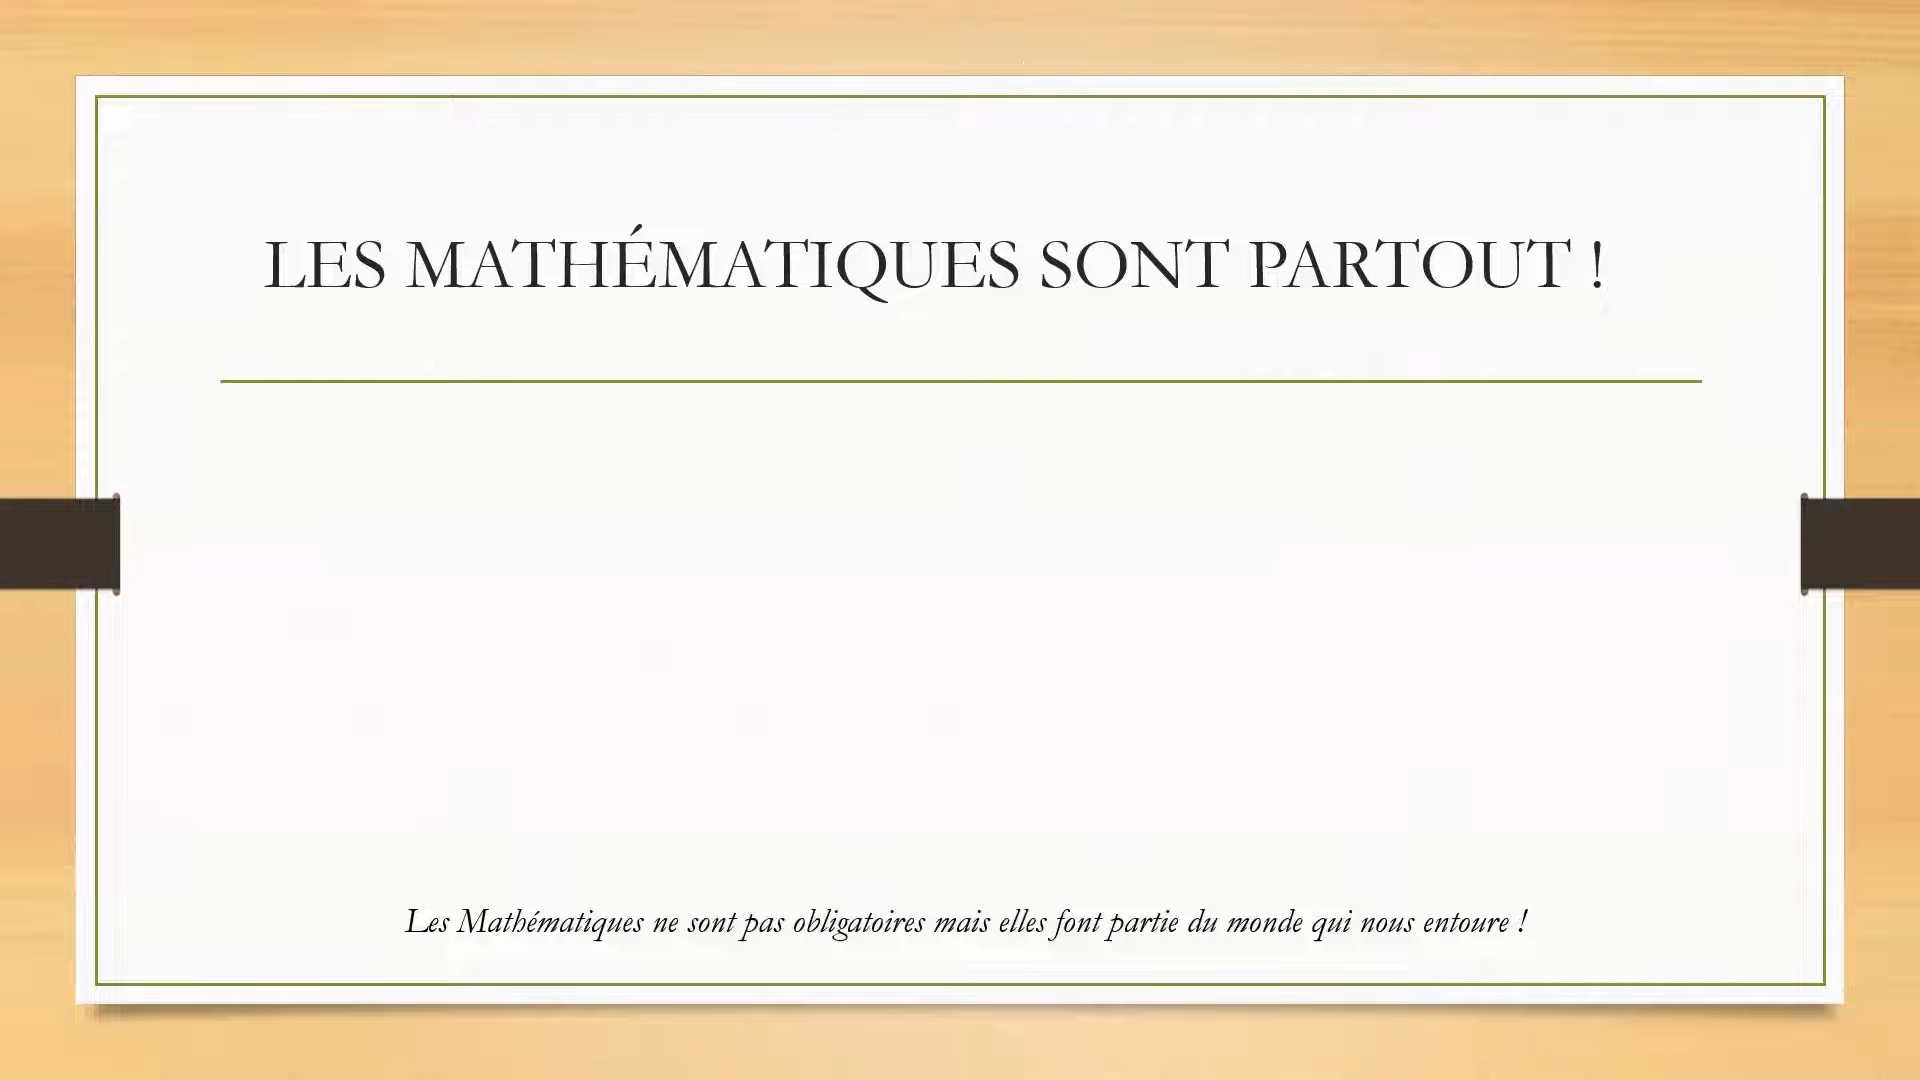 LES MATHÉMATIQUES SONT PARTOUT !
Les Mathématiques ne sont pas obligatoires mais elles font partie du monde qui nous entoure !